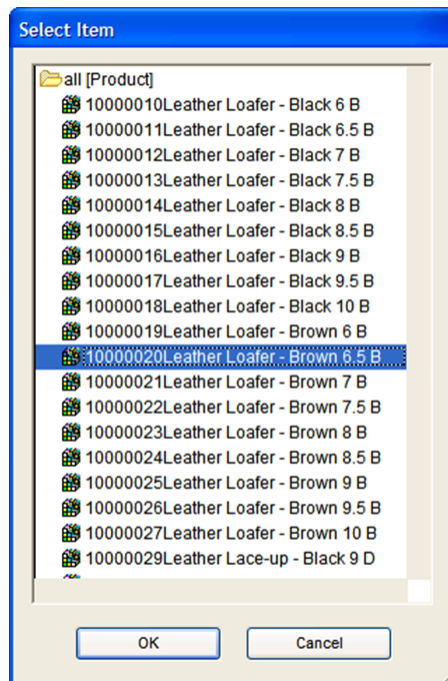 Select Item
all [Product]
10000010Leather Loafer - Black 6 B
10000011Leather Loafer - Black 6.5 B
10000012Leather Loafer - Black 7 B
10000013Leather Loafer - Black 7.5 B
10000014Leather Loafer - Black 8 B
10000015Leather Loafer - Black 8.5 B
10000016Leather Loafer - Black 9 B
10000017Leather Loafer - Black 9.5 B
10000018Leather Loafer - Black 10 B
10000019Leather Loafer - Brown 6 B
10000020Leather Loafer - Brown 6.5 B
10000021Leather Loafer - Brown 7 B
10000022Leather Loafer - Brown 7.5 B
10000023Leather Loafer - Brown 8 B
10000024Leather Loafer - Brown 8.5 B
10000025Leather Loafer - Brown 9 B
10000026Leather Loafer - Brown 9.5 B
10000027Leather Loafer - Brown 10 B
10000029Leather Lace-up - Black 9 D
OK Cancel